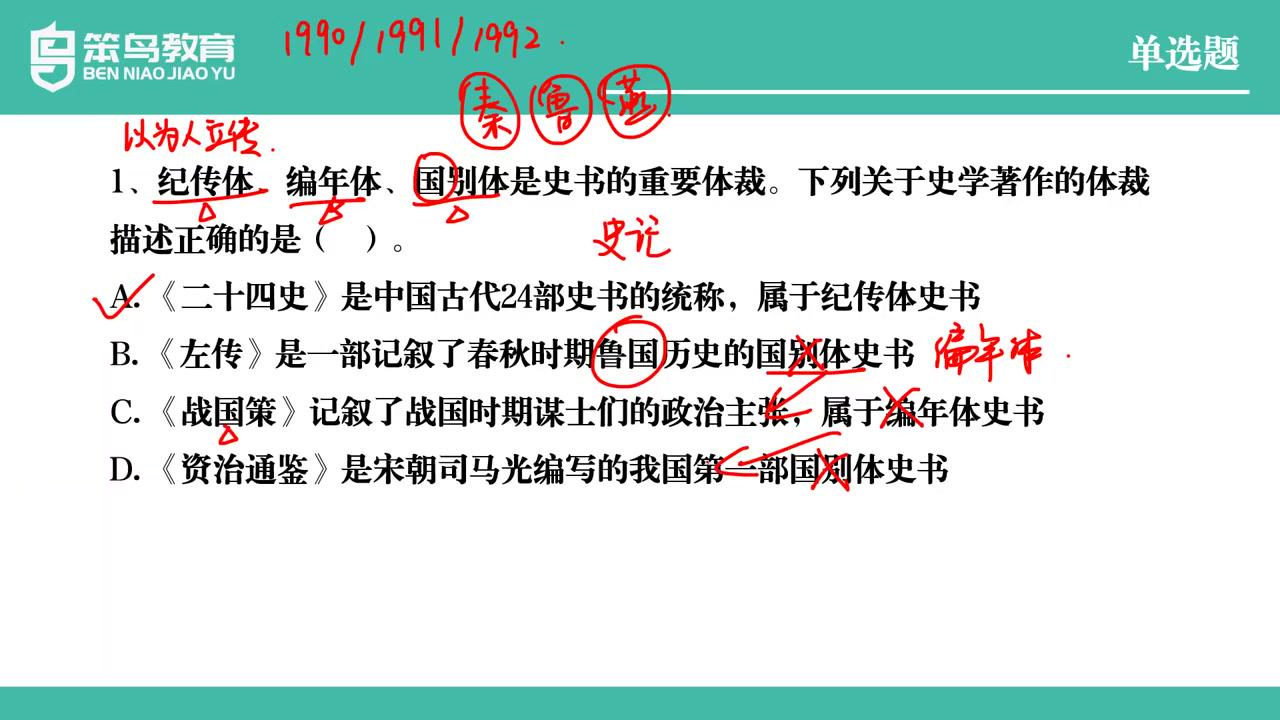 笨鸟教育
BEN NIAO JIAO YU
1990/1991/1992.
单选题
秦 鲁 燕
以为人立传.
1、纪传体、编年体、国别体是史书的重要体裁。下列关于史学著作的体裁
描述正确的是（ ）。
史记
A.《二十四史》是中国古代24部史书的统称，属于纪传体史书
B.《左传》是一部记叙了春秋时期鲁国历史的国别体史书 编年体.
C.《战国策》记叙了战国时期谋士们的政治主张，属于编年体史书
D.《资治通鉴》是宋朝司马光编写的我国第一部国别体史书